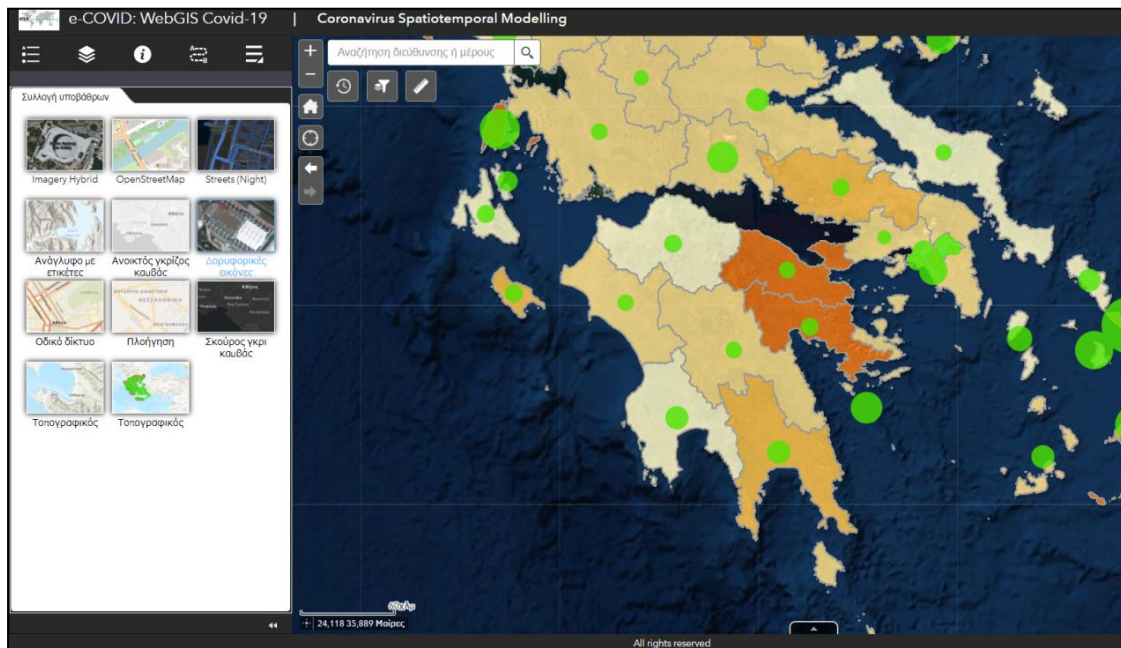 e-COVID: WebGIS Covid-19 | Coronavirus Spatiotemporal Modelling
Αναζήτηση διεύθυνσης ή μέρους
Συλλογή υποβάθρων
Imagery Hybrid
OpenStreetMap
Streets (Night)
Ανάγλυφο με
ετικέτες
Ανοικτός γκρίζος
καμβάς
Δορυφορικές
εικόνες
Οδικό δίκτυο
Πλοήγηση
Σκούρος γκρι
καμβάς
Τοπογραφικός
Τοπογραφικός
60χλμ
24,118 35,889 Μοίρες
All rights reserved